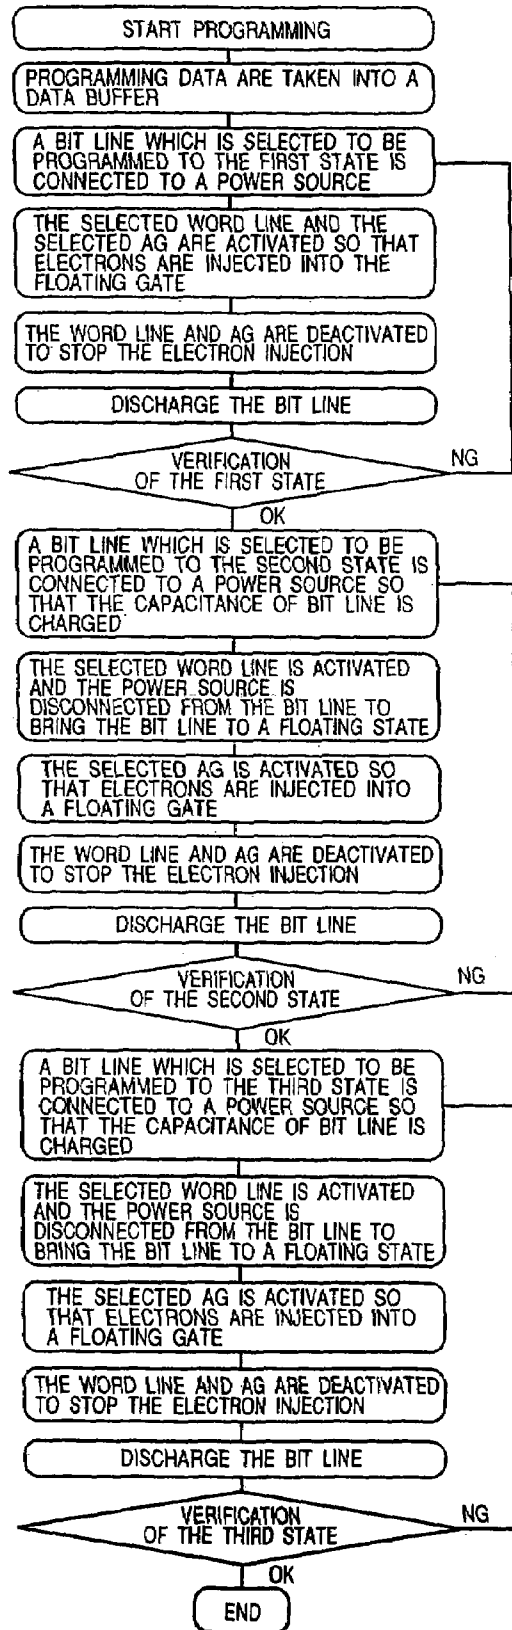 START PROGRAMMING
PROGRAMMING DATA ARE TAKEN INTO A
DATA BUFFER
A BIT LINE WHICH IS SELECTED TO BE
PROGRAMMED TO THE FIRST STATE IS
CONNECTED TO A POWER SOURCE
THE SELECTED WORD LINE AND THE
SELECTED AG ARE ACTIVATED SO THAT
ELECTRONS ARE INJECTED INTO THE
FLOATING GATE
THE WORD LINE AND AG ARE DEACTIVATED
TO STOP THE ELECTRON INJECTION
DISCHARGE THE BIT LINE
VERIFICATION
OF THE FIRST STATE
NG
OK
A BIT LINE WHICH IS SELECTED TO BE
PROGRAMMED TO THE SECOND STATE IS
CONNECTED TO A POWER SOURCE SO
THAT THE CAPACITANCE OF BIT LINE IS
CHARGED
THE SELECTED WORD LINE IS ACTIVATED
AND THE POWER SOURCE IS
DISCONNECTED FROM THE BIT LINE TO
BRING THE BIT LINE TO A FLOATING STATE
THE SELECTED AG IS ACTIVATED SO
THAT ELECTRONS ARE INJECTED INTO
A FLOATING GATE
THE WORD LINE AND AG ARE DEACTIVATED
TO STOP THE ELECTRON INJECTION
DISCHARGE THE BIT LINE
VERIFICATION
OF THE SECOND STATE
NG
OK
A BIT LINE WHICH IS SELECTED TO BE
PROGRAMMED TO THE THIRD STATE IS
CONNECTED TO A POWER SOURCE SO
THAT THE CAPACITANCE OF BIT LINE IS
CHARGED
THE SELECTED WORD LINE IS ACTIVATED
AND THE POWER SOURCE IS
DISCONNECTED FROM THE BIT LINE TO
BRING THE BIT LINE TO A FLOATING STATE
THE SELECTED AG IS ACTIVATED SO
THAT ELECTRONS ARE INJECTED INTO
A FLOATING GATE
THE WORD LINE AND AG ARE DEACTIVATED
TO STOP THE ELECTRON INJECTION
DISCHARGE THE BIT LINE
VERIFICATION
OF THE THIRD STATE
NG
OK
END